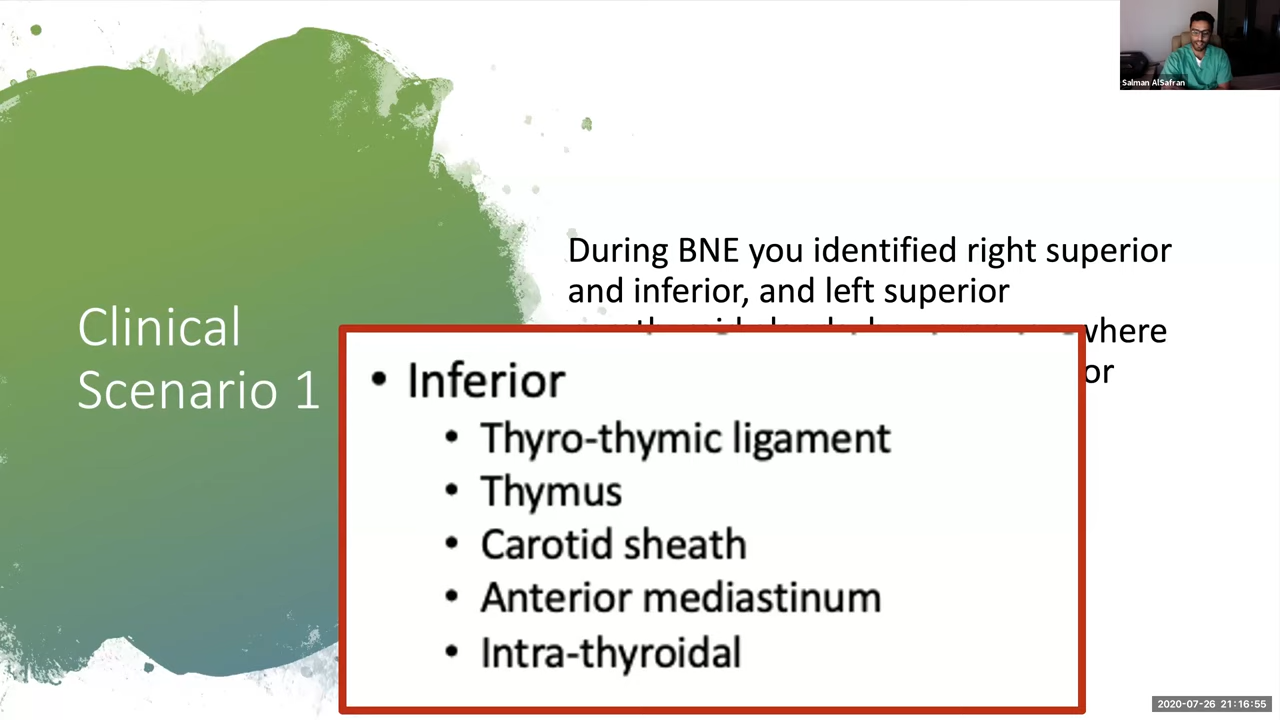 Salman AlSafran
During BNE you identified right superior
and inferior, and left superior
where
or
Clinical
Scenario 1
• Inferior
• Thyro-thymic ligament
• Thymus
• Carotid sheath
• Anterior mediastinum
• Intra-thyroidal
2020-07-26 21:16:55